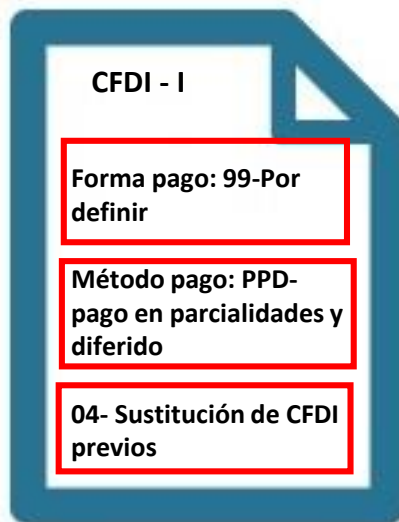 CFDI - I
Forma pago: 99-Por
definir
Método pago: PPD-
pago en parcialidades y
diferido
04- Sustitución de CFDI
previos